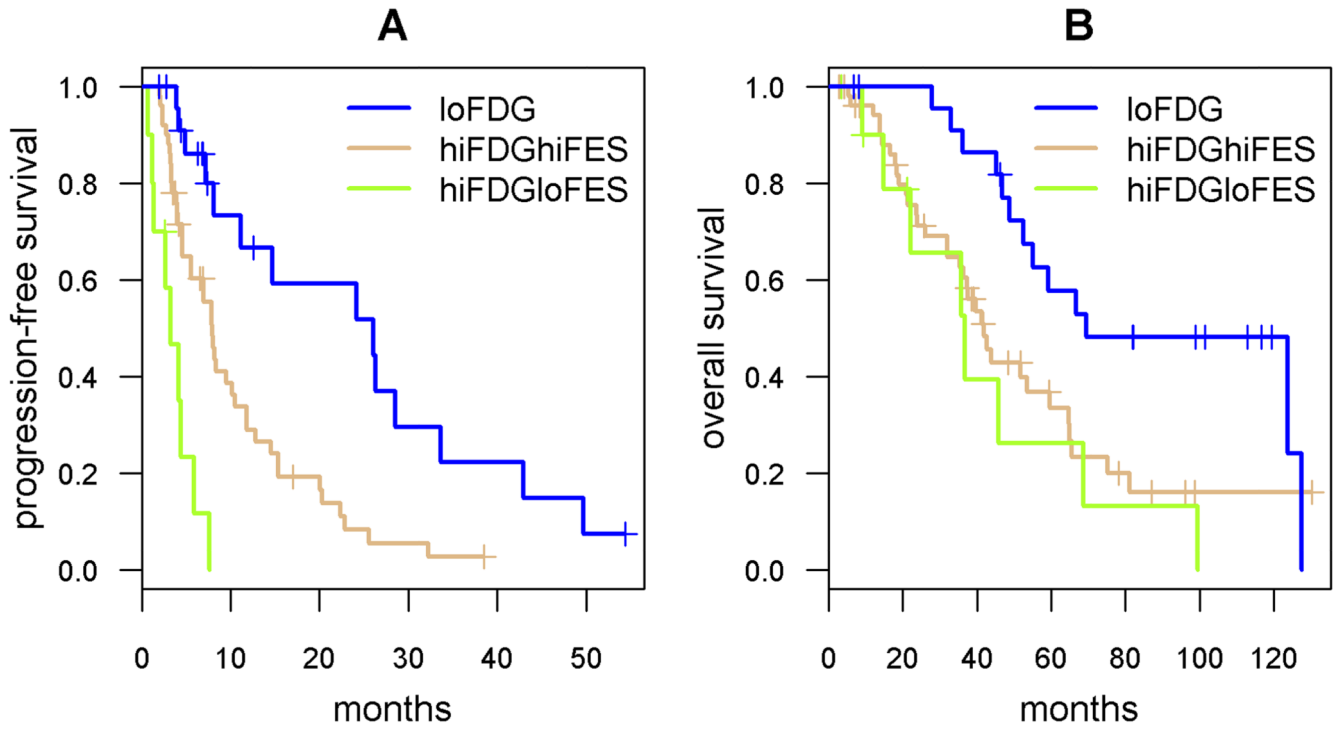 A
progression-free survival
1.0
0.8
0.6
0.4
0.2
0.0
loFDG
hiFDGhiFES
hiFDGloFES
0 10 20 30 40 50
months
B
overall survival
1.0
0.8
0.6
0.4
0.2
0.0
loFDG
hiFDGhiFES
hiFDGloFES
0 20 40 60 80 100 120
months